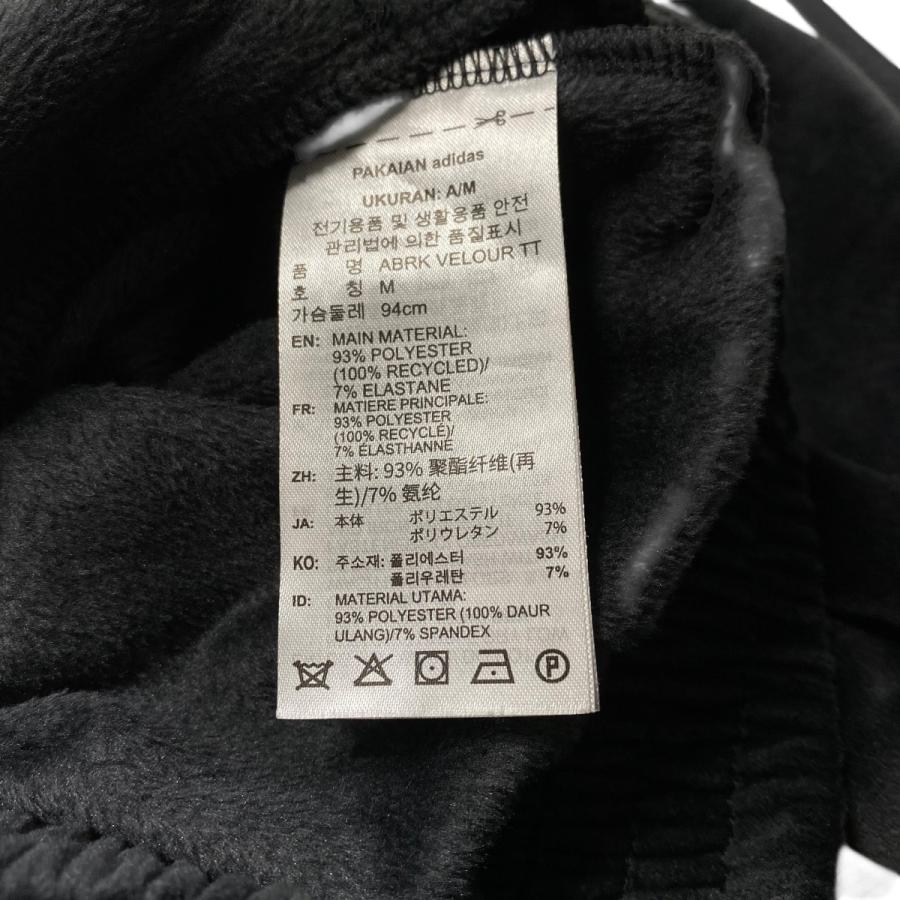 PAKAIAN adidas
UKURAN: A/M
전기용품 및 생활용품 안전
관리법에 의한 품질표시
품 명 ABRK VELOUR TT
호 칭 M
가슴둘레 94cm
EN: MAIN MATERIAL:
93% POLYESTER
(100% RECYCLED)/
7% ELASTANE
FR: MATIERE PRINCIPALE:
93% POLYESTER
(100% RECYCLÉ)/
7% ÉLASTHANNE
ZH: 主料: 93% 聚酯纤维(再
生)/7% 氨纶
JA: 本体 ポリエステル 93%
ポリウレタン 7%
KO: 주소재: 폴리에스터 93%
폴리우레탄 7%
ID: MATERIAL UTAMA:
93% POLYESTER (100% DAUR
ULANG)/7% SPANDEX
P